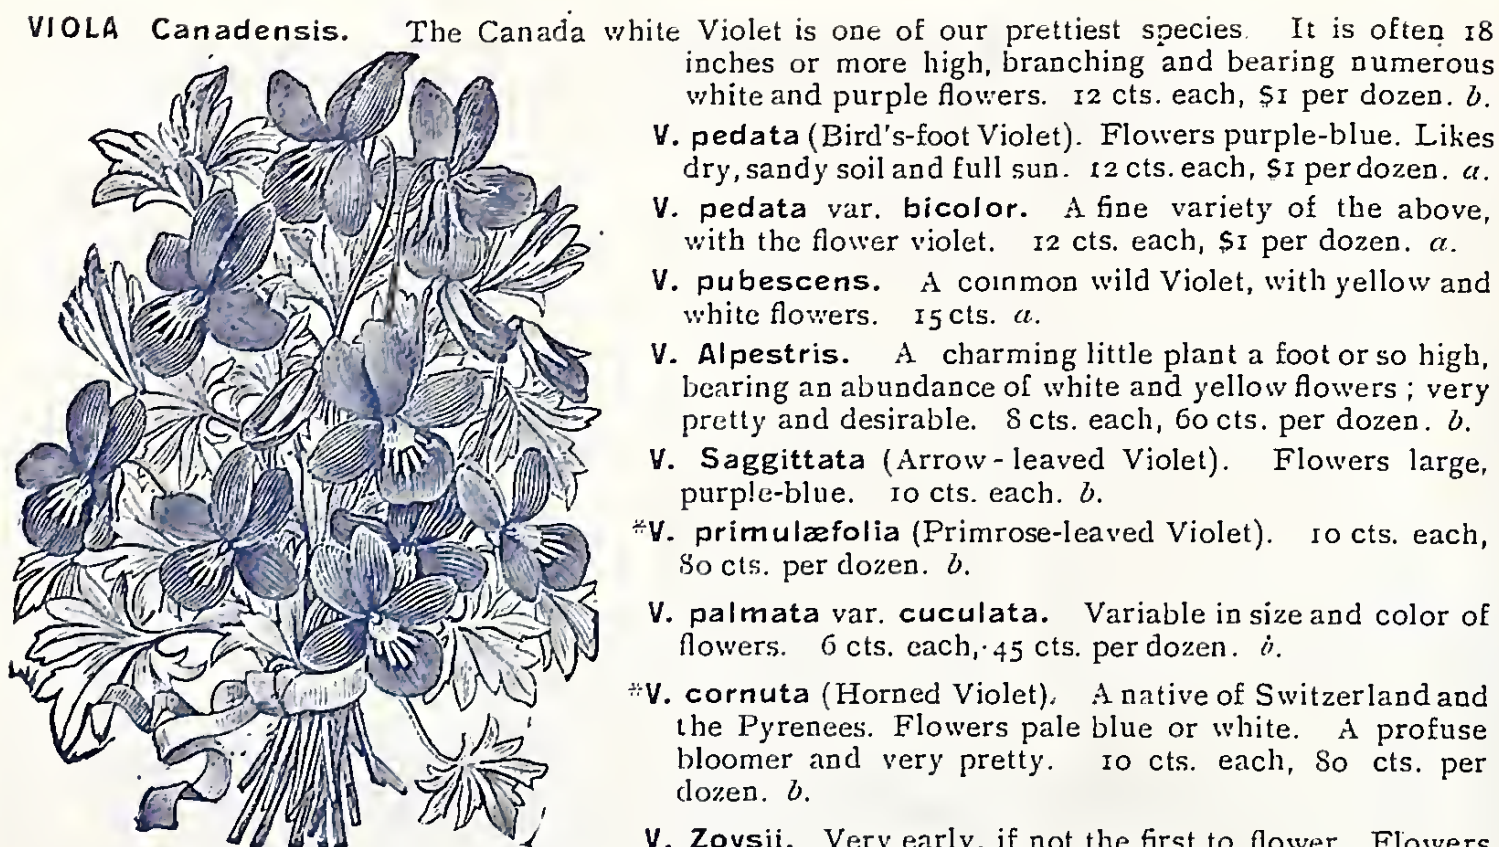 VIOLA Canadensis. The Canada white Violet is one of our prettiest species. It is often 18
inches or more high, branching and bearing numerous
white and purple flowers. 12 cts. each, $1 per dozen. b.
V. pedata (Bird's-foot Violet). Flowers purple-blue. Likes
dry, sandy soil and full sun. 12 cts. each, $1 per dozen. a.
V. pedata var. bicolor. A fine variety of the above,
with the flower violet. 12 cts. each, $1 per dozen. a.
V. pubescens. A common wild Violet, with yellow and
white flowers. 15 cts. a.
V. Alpestris. A charming little plant a foot or so high,
bearing an abundance of white and yellow flowers ; very
pretty and desirable. 8 cts. each, 60 cts. per dozen. b.
V. Saggittata (Arrow-leaved Violet). Flowers large,
purple-blue. 10 cts. each. b.
*V. primulæfolia (Primrose-leaved Violet). 10 cts. each,
80 cts. per dozen. b.
V. palmata var. cuculata. Variable in size and color of
flowers. 6 cts. each, 45 cts. per dozen. b.
*V. cornuta (Horned Violet). A native of Switzerland and
the Pyrenees. Flowers pale blue or white. A profuse
bloomer and very pretty. 10 cts. each, 80 cts. per
dozen. b.
V. Zoysii. Very early, if not the first to flower. Flowers